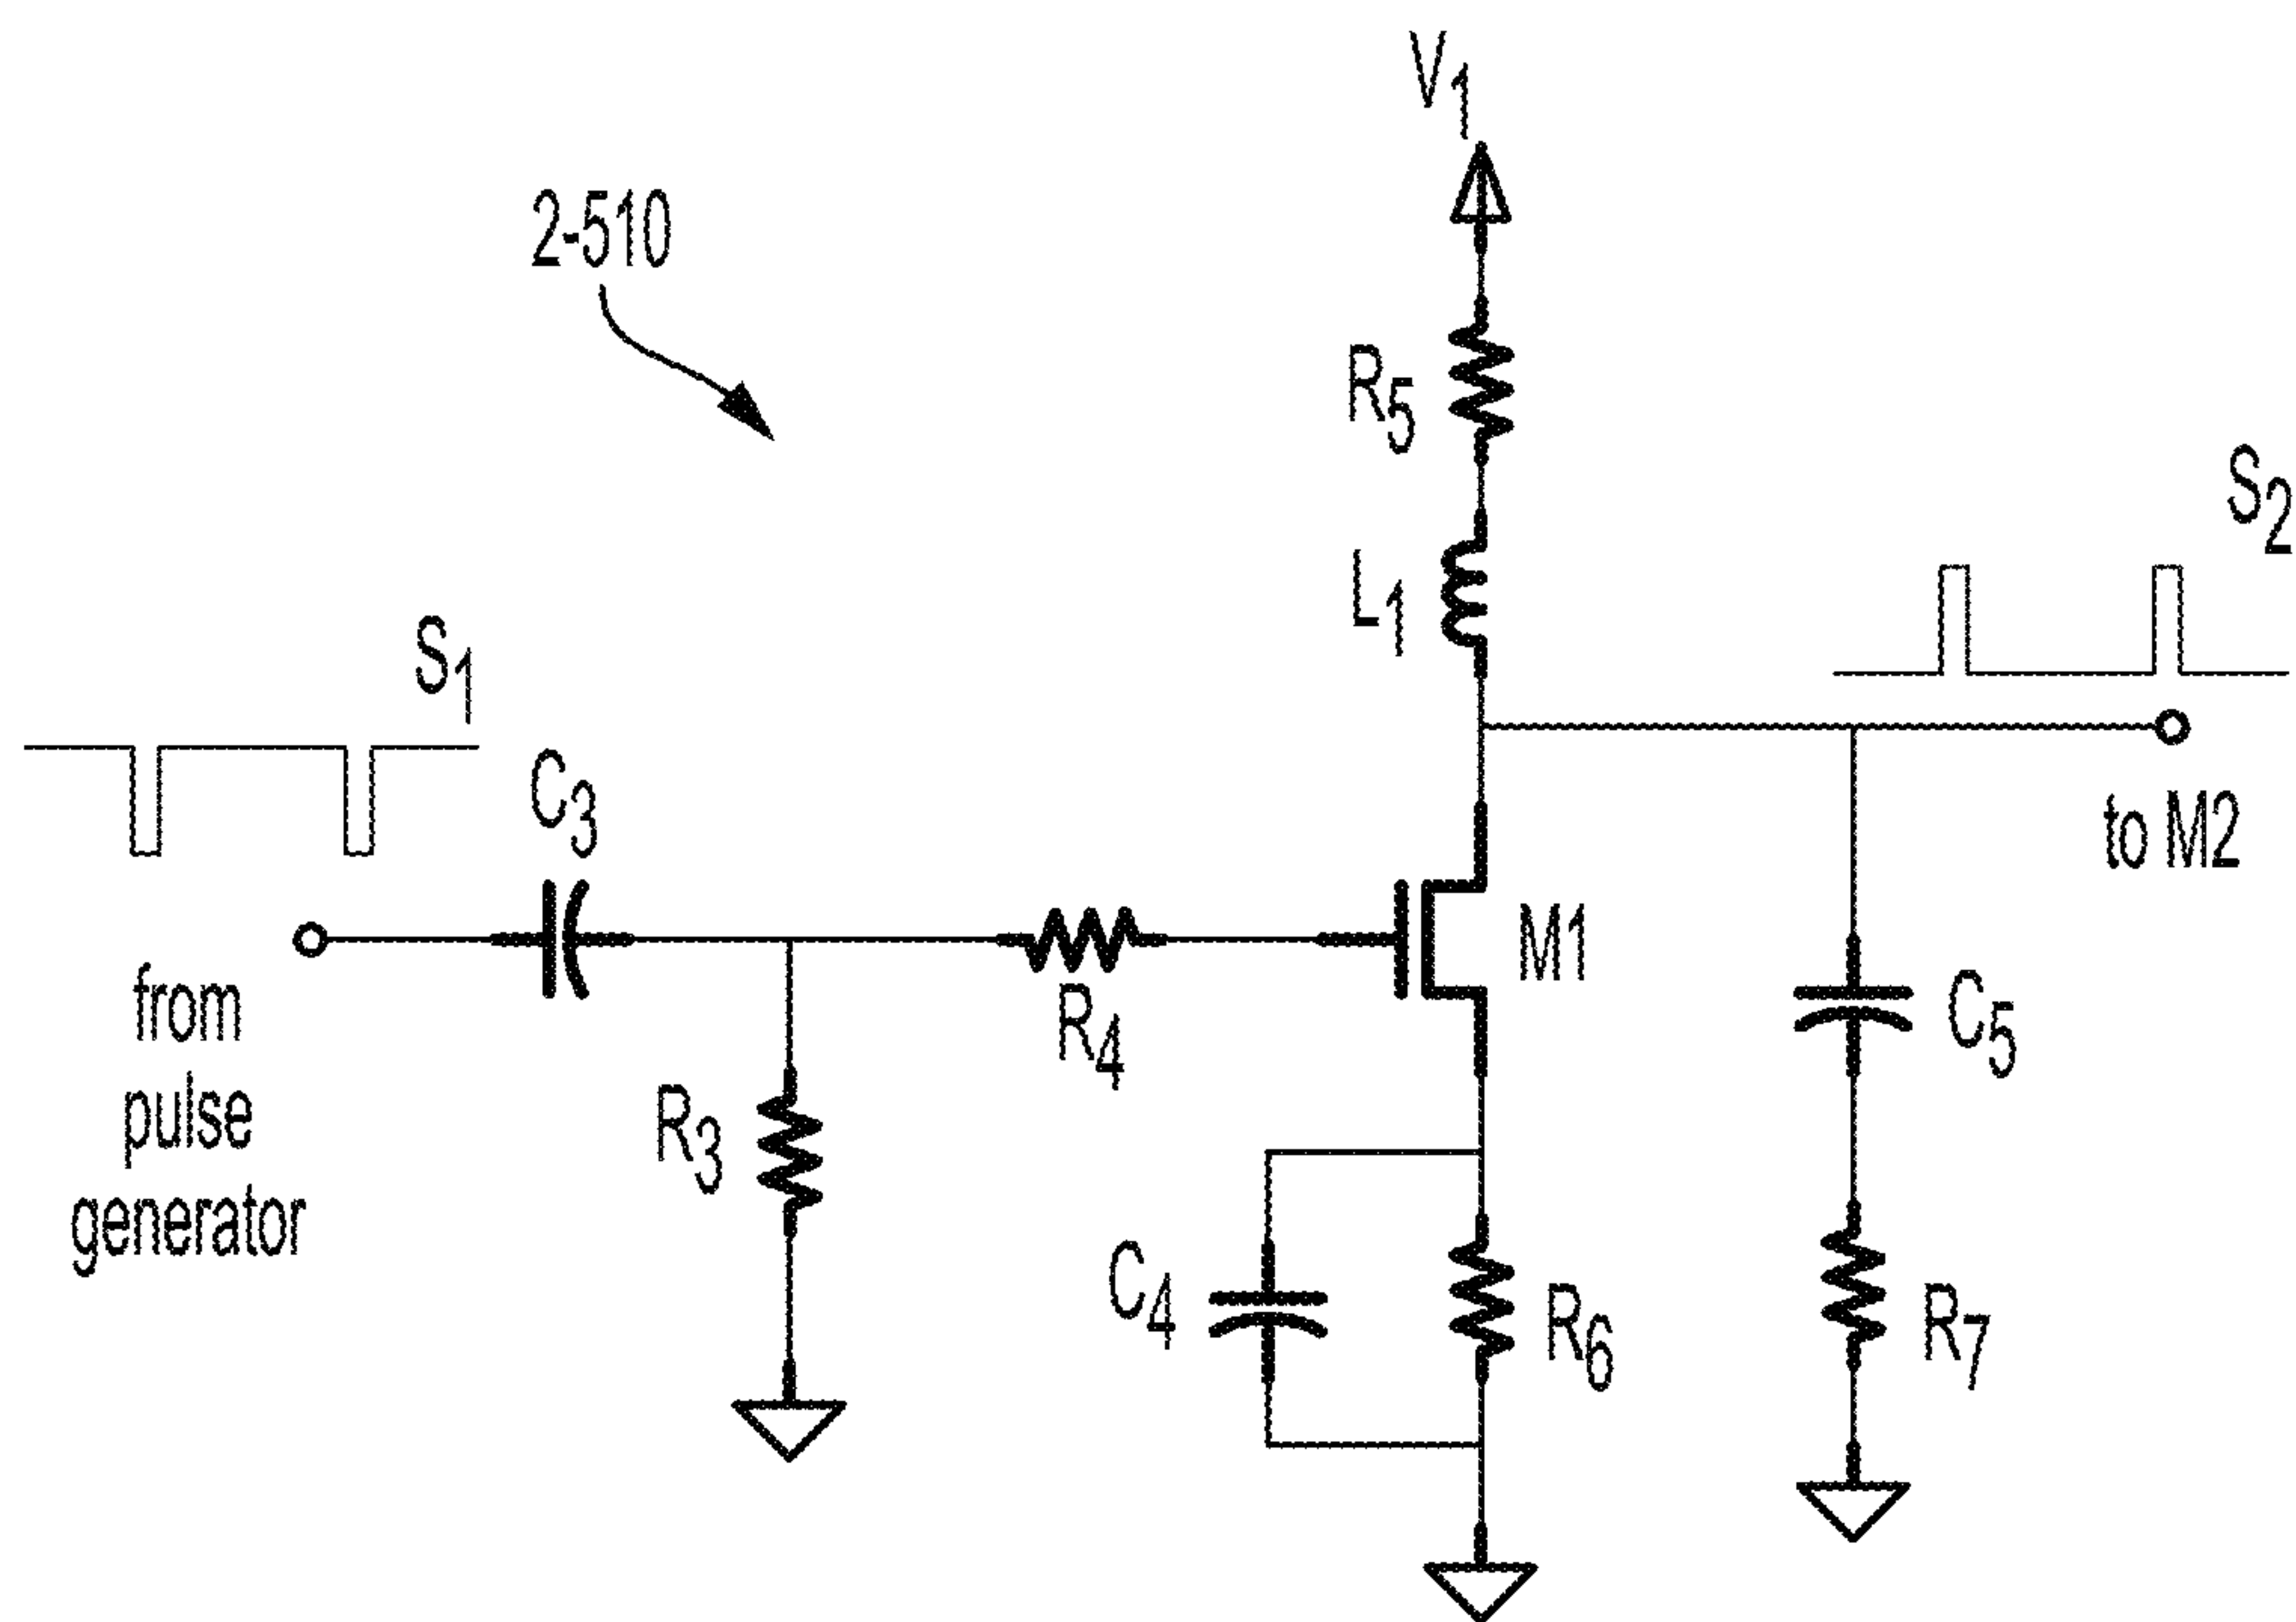 V1
2-510
R5
S2
L1
S1
C3
to M2
M1
from
pulse
generator
R4
C5
R3
C4
R6
R7